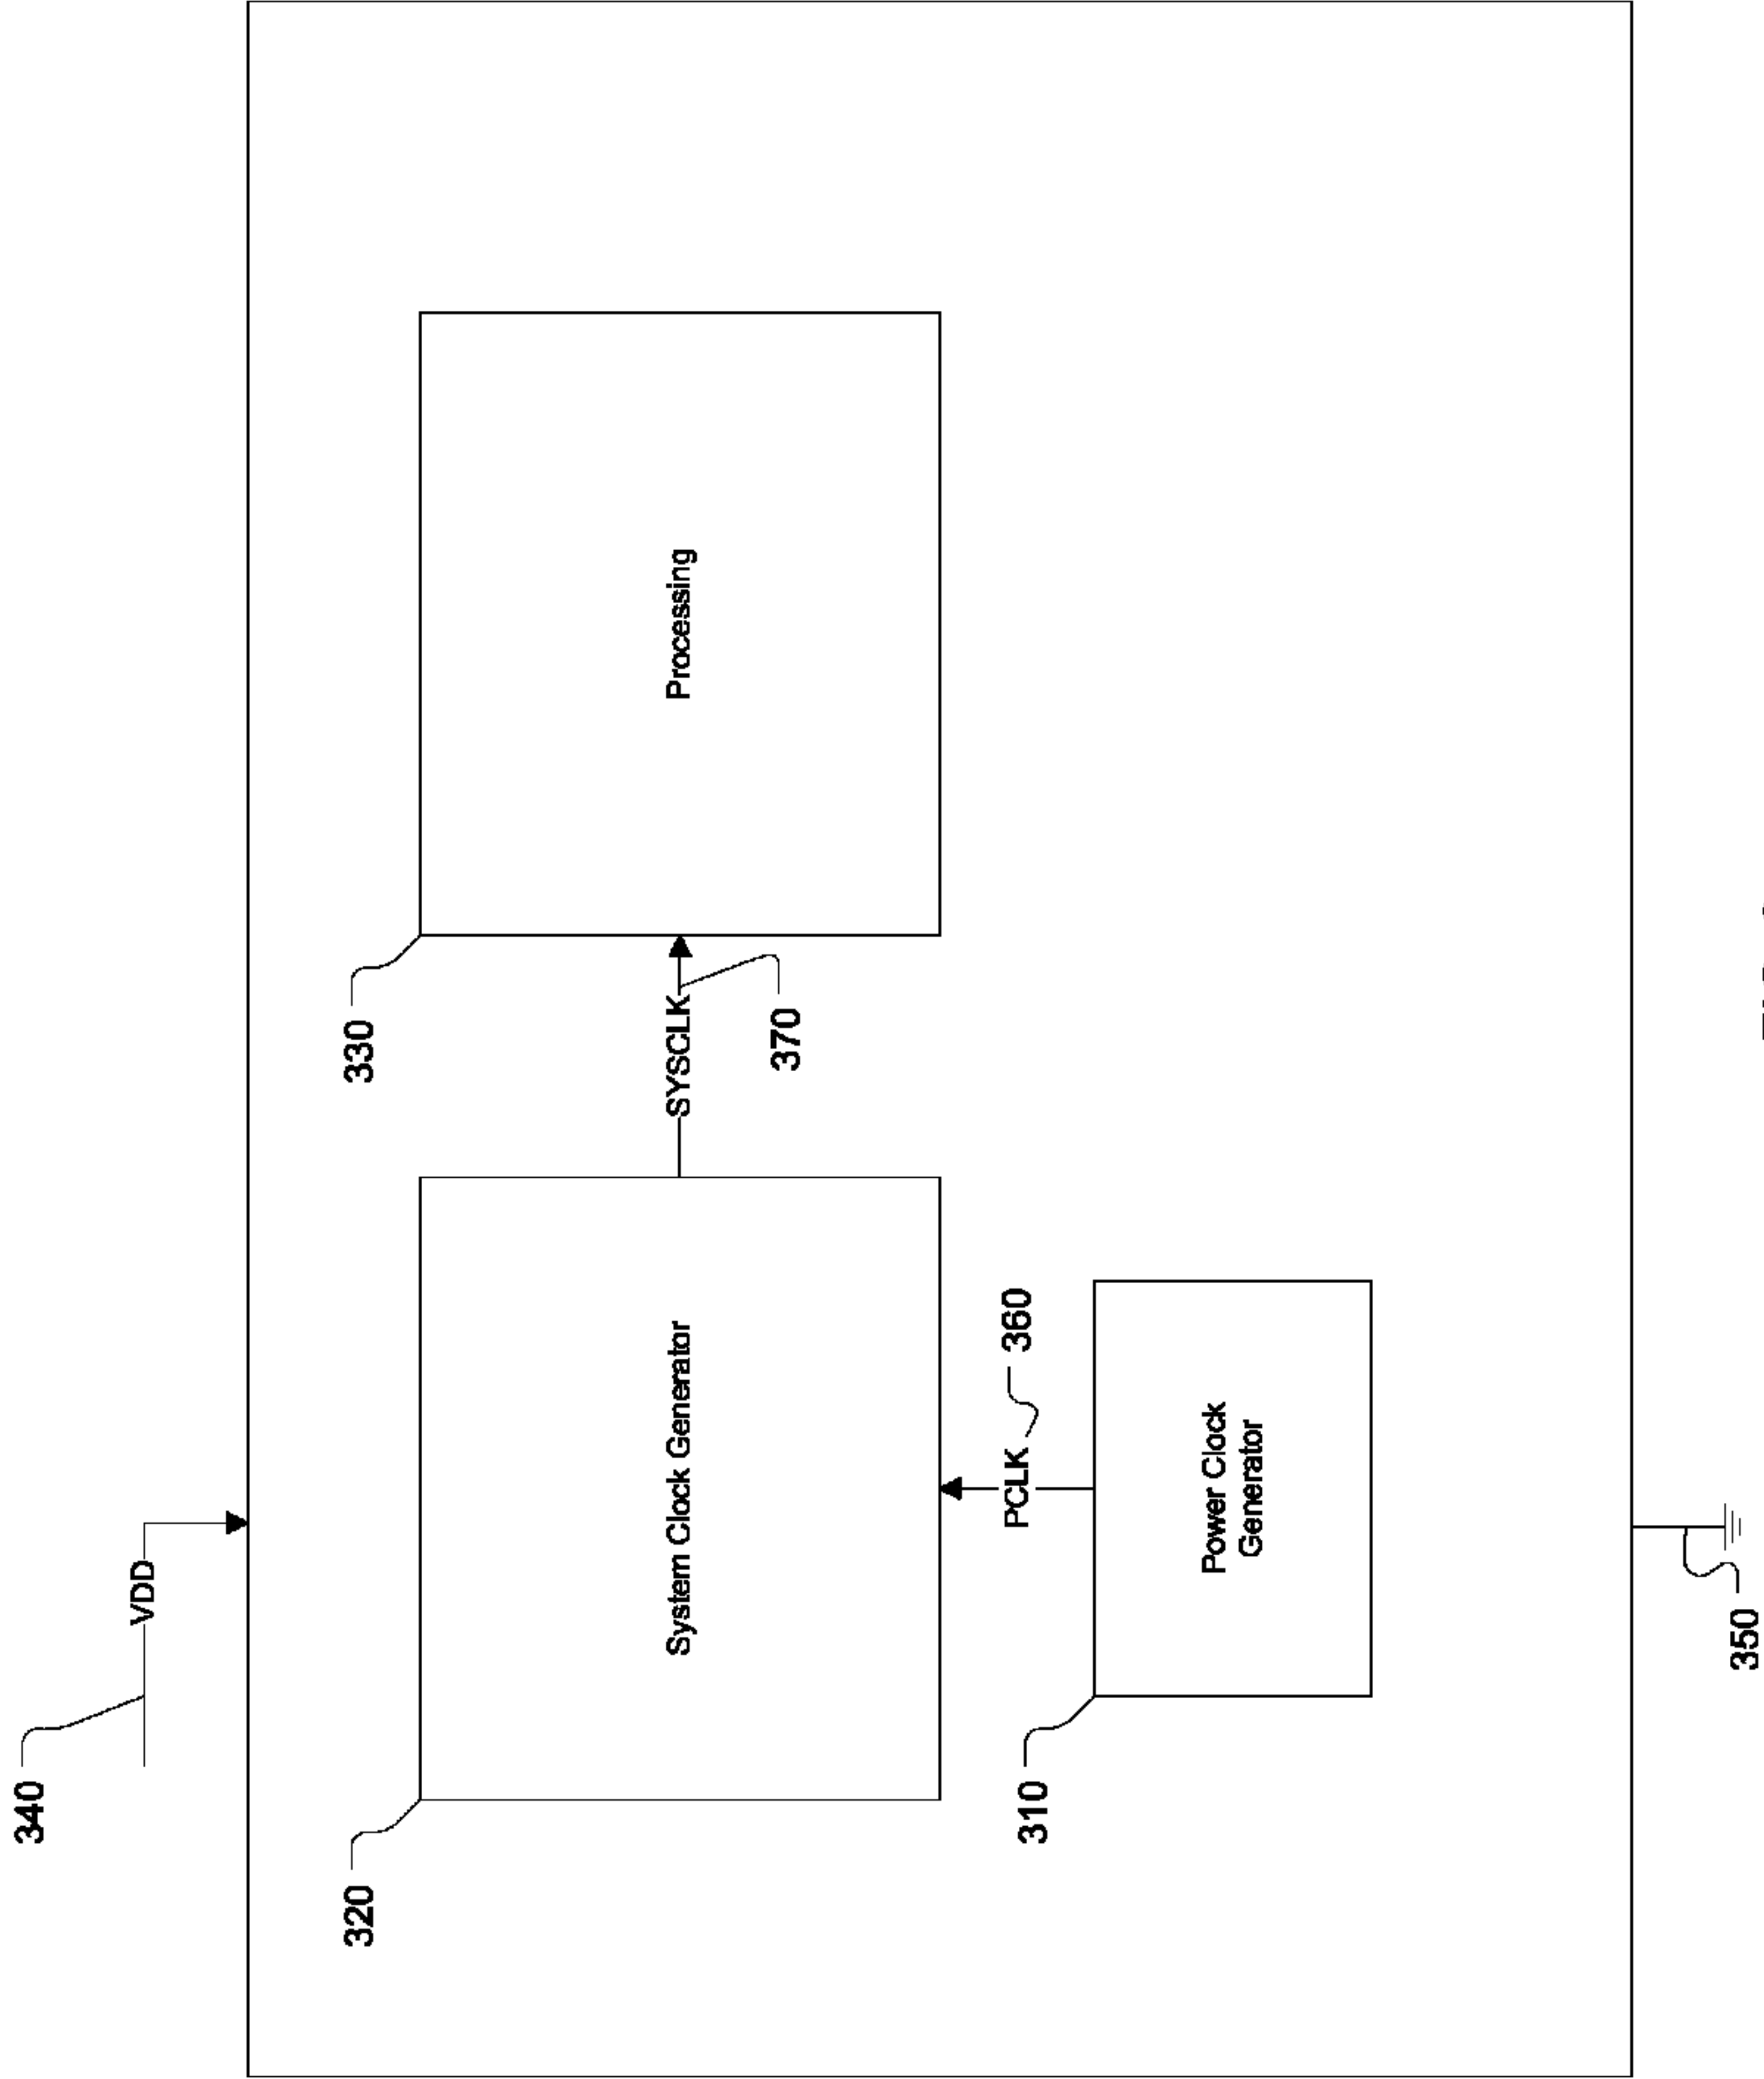 340
VDD
320
330
System Clock Generator
SYSCLK
370
Processing
310
PCLK
360
Power Clock
Generator
350